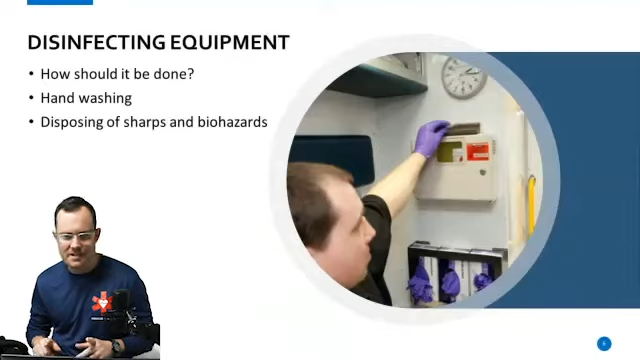 DISINFECTING EQUIPMENT
• How should it be done?
• Hand washing
• Disposing of sharps and biohazards
6